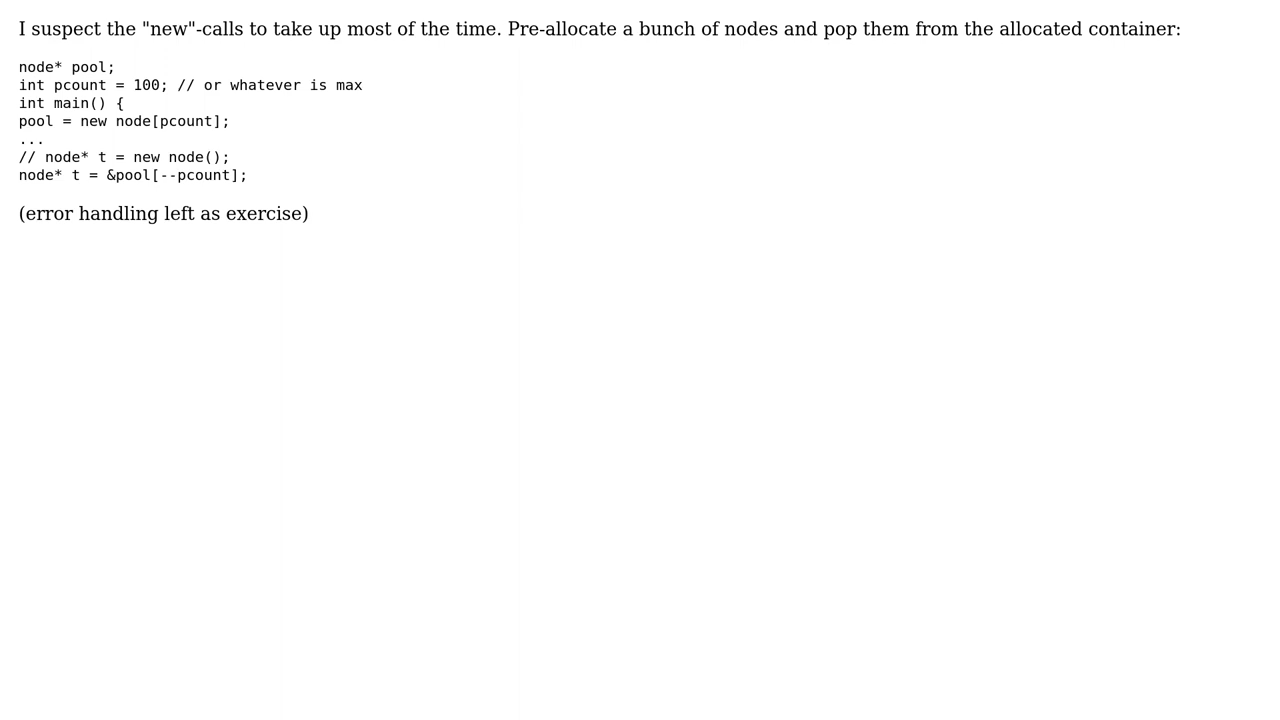 I suspect the "new"-calls to take up most of the time. Pre-allocate a bunch of nodes and pop them from the allocated container:
node* pool;
int pcount = 100; // or whatever is max
int main() {
pool = new node[pcount];
...
// node* t = new node();
node* t = &pool[--pcount];
(error handling left as exercise)